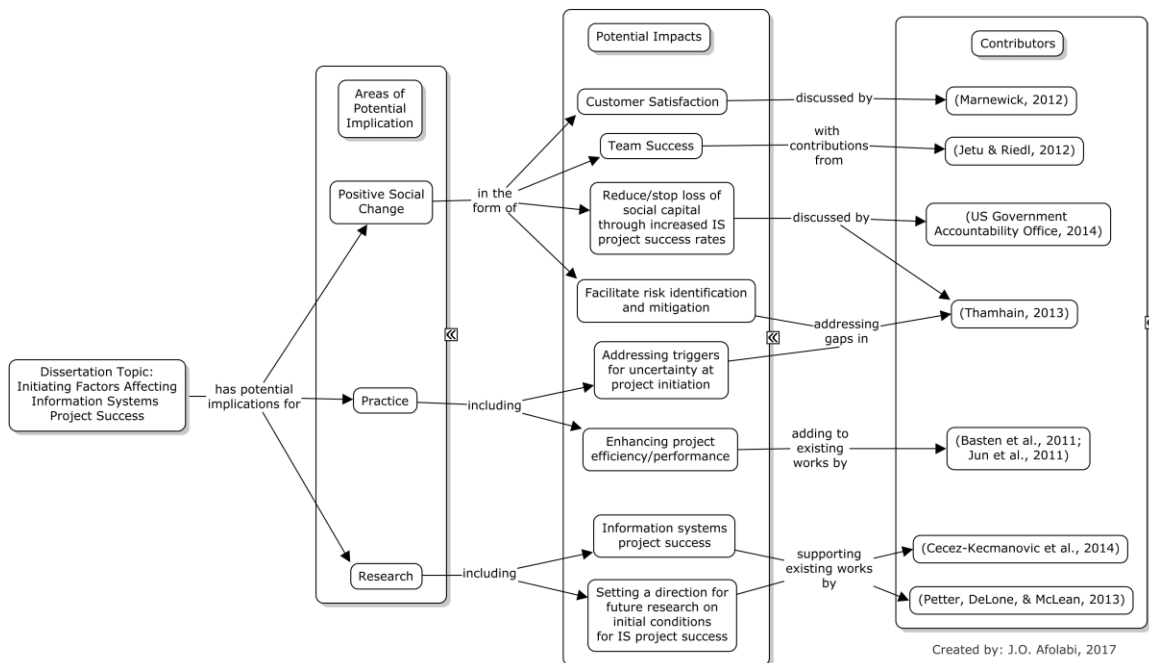 Dissertation Topic:
Initiating Factors Affecting
Information Systems
Project Success
has potential
implications for
Areas of
Potential
Implication
Positive Social
Change
Practice
Research
in the
form of
including
including
Potential Impacts
Customer Satisfaction
Team Success
Reduce/stop loss of
social capital
through increased IS
project success rates
Facilitate risk identification
and mitigation
Addressing triggers
for uncertainty at
project initiation
Enhancing project
efficiency/performance
Information systems
project success
Setting a direction for
future research on
initial conditions
for IS project success
discussed by
with
contributions
from
discussed by
addressing
gaps in
adding to
existing
works by
supporting
existing works
by
Contributors
(Marnewick, 2012)
(Jetu & Riedl, 2012)
(US Government
Accountability Office, 2014)
(Thamhain, 2013)
(Basten et al., 2011;
Jun et al., 2011)
(Cecez-Kecmanovic et al., 2014)
(Petter, DeLone, & McLean, 2013)
Created by: J.O. Afolabi, 2017